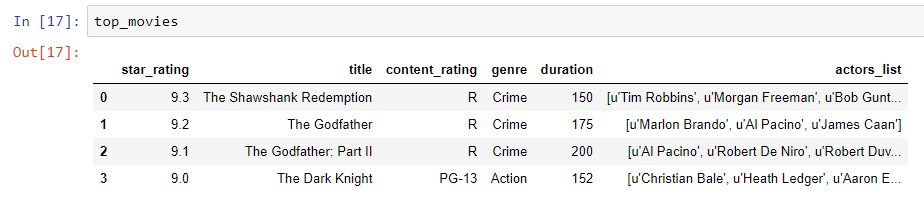 In [17]: top_movies
Out[17]:
star_rating title content_rating genre duration actors_list
0 9.3 The Shawshank Redemption R Crime 150 [u'Tim Robbins', u'Morgan Freeman', u'Bob Gunt...
1 9.2 The Godfather R Crime 175 [u'Marlon Brando', u'Al Pacino', u'James Caan']
2 9.1 The Godfather: Part II R Crime 200 [u'Al Pacino', u'Robert De Niro', u'Robert Duv...
3 9.0 The Dark Knight PG-13 Action 152 [u'Christian Bale', u'Heath Ledger', u'Aaron E...